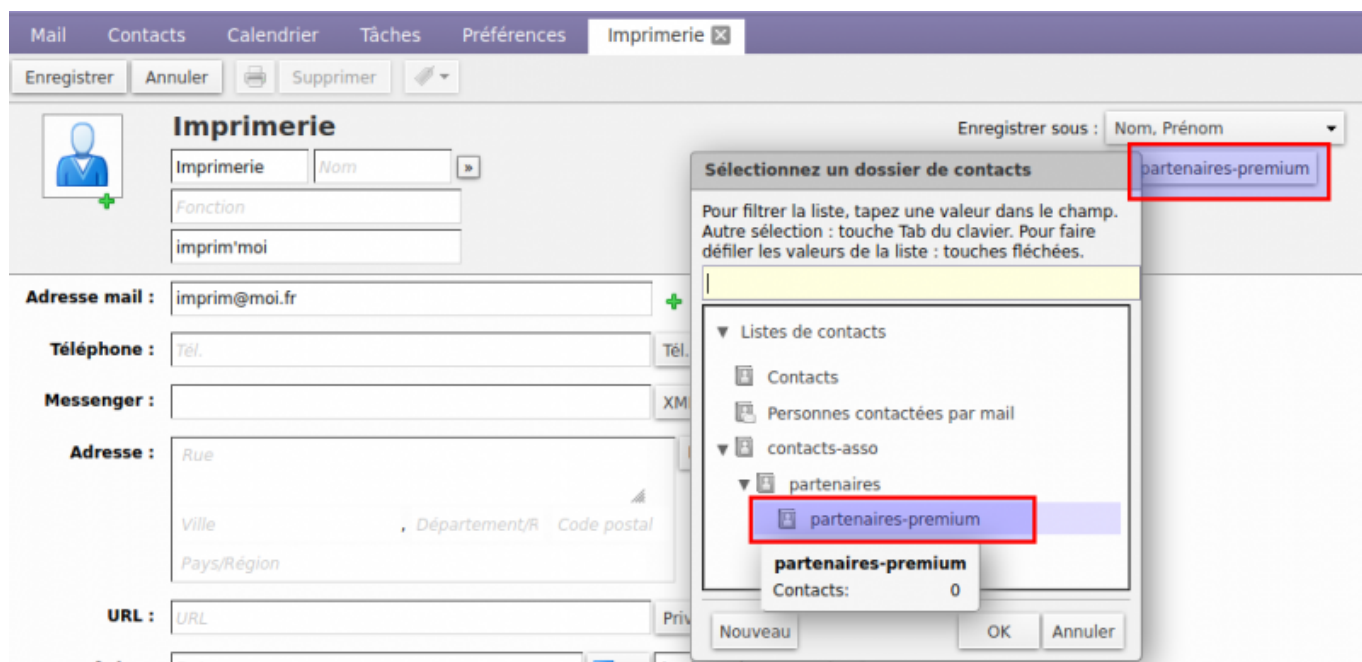 Mail Contacts Calendrier Tâches Préférences Imprimerie
Enregistrer Annuler Supprimer
Imprimerie
Enregistrer sous : Nom, Prénom
Imprimerie Nom »
partenaires-premium
Fonction
imprim'moi
Sélectionnez un dossier de contacts
Pour filtrer la liste, tapez une valeur dans le champ.
Autre sélection : touche Tab du clavier. Pour faire
défiler les valeurs de la liste : touches fléchées.
Adresse mail : imprim@moi.fr
Listes de contacts
Téléphone : Tél. Tél.
Contacts
Messenger : XM
Personnes contactées par mail
Adresse : Rue
contacts-asso
partenaires
partenaires-premium
Ville , Département/R Code postal
Pays/Région
partenaires-premium
Contacts: 0
URL : URL Priv
Nouveau OK Annuler